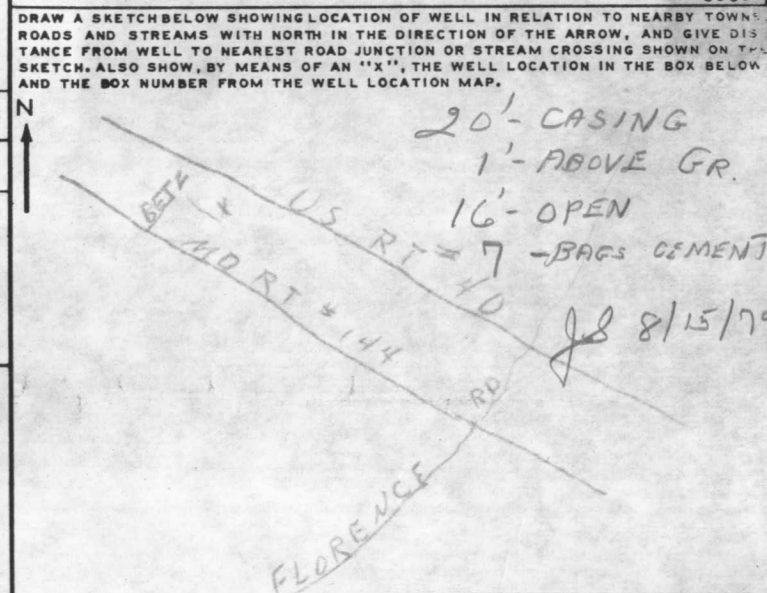 DRAW A SKETCH BELOW SHOWING LOCATION OF WELL IN RELATION TO NEARBY TOWNS
ROADS AND STREAMS WITH NORTH IN THE DIRECTION OF THE ARROW, AND GIVE DIS
TANCE FROM WELL TO NEAREST ROAD JUNCTION OR STREAM CROSSING SHOWN ON THE
SKETCH. ALSO SHOW, BY MEANS OF AN "X", THE WELL LOCATION IN THE BOX BELOW
AND THE BOX NUMBER FROM THE WELL LOCATION MAP.
N
20'- CASING
1'- ABOVE GR.
16'- OPEN
7 -BAGS CEMENT
JS 8/15/79
X
US RT # 40
MD RT # 144
FLORENCE RD